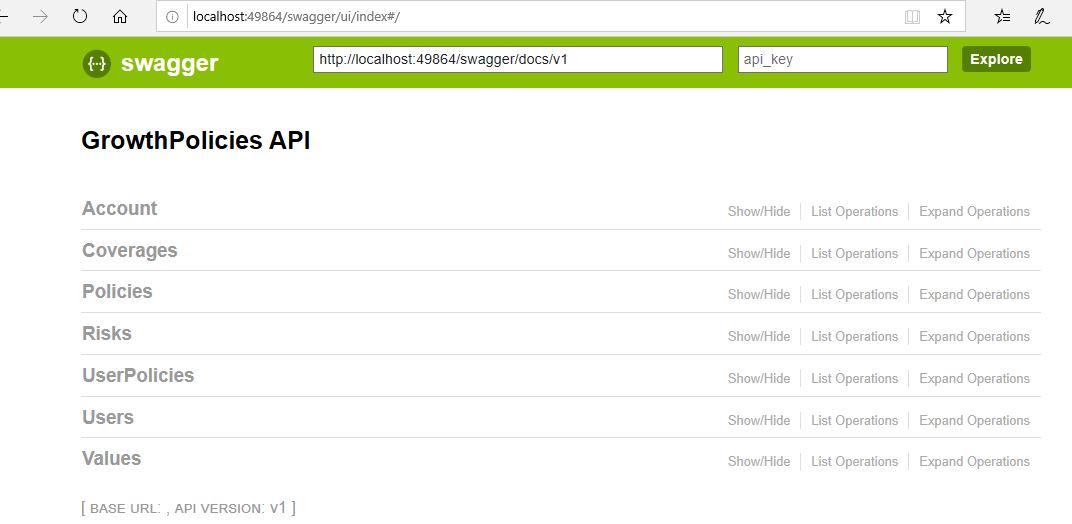 localhost:49864/swagger/ui/index#/
{··} swagger http://localhost:49864/swagger/docs/v1 api_key Explore
GrowthPolicies API
Account Show/Hide List Operations Expand Operations
Coverages Show/Hide List Operations Expand Operations
Policies Show/Hide List Operations Expand Operations
Risks Show/Hide List Operations Expand Operations
UserPolicies Show/Hide List Operations Expand Operations
Users Show/Hide List Operations Expand Operations
Values Show/Hide List Operations Expand Operations
[ BASE URL: , API VERSION: v1 ]